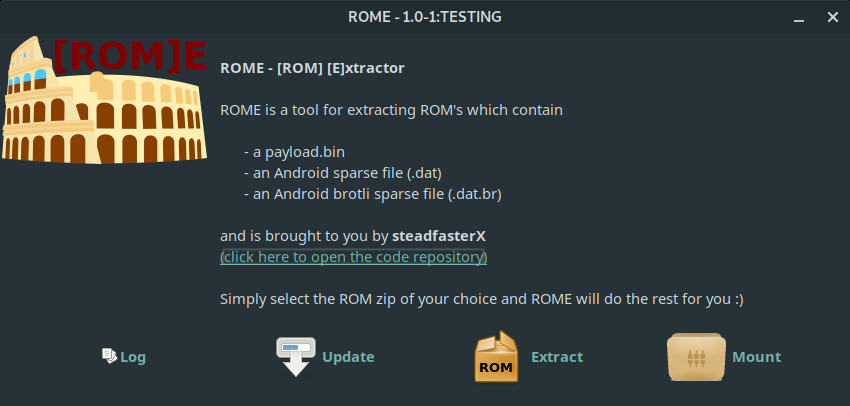 ROME - 1.0-1:TESTING
[ROM]E
ROME - [ROM] [E]xtractor
ROME is a tool for extracting ROM's which contain
- a payload.bin
- an Android sparse file (.dat)
- an Android brotli sparse file (.dat.br)
and is brought to you by steadfasterX
(click here to open the code repository)
Simply select the ROM zip of your choice and ROME will do the rest for you :)
Log
Update
ROM
Extract
Mount